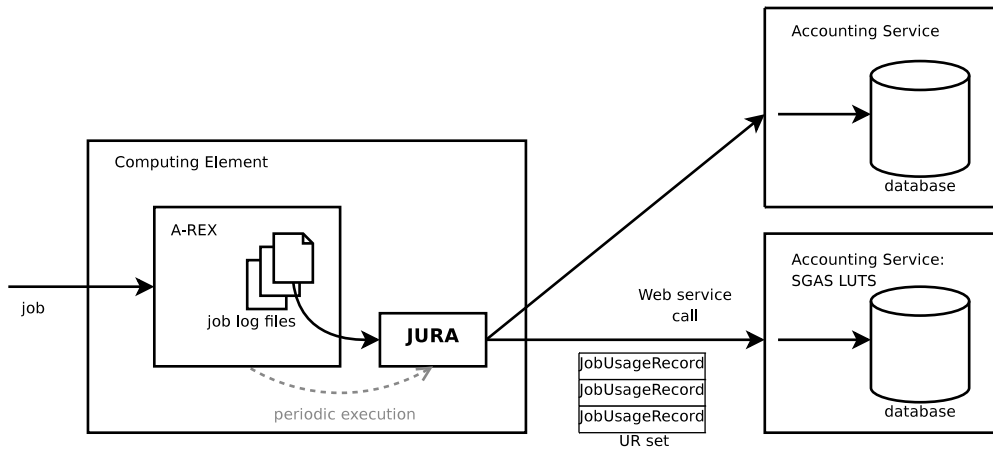 Accounting Service
database
Computing Element
A-REX
job log files
job
JURA
periodic execution
Web service
call
JobUsageRecord
JobUsageRecord
JobUsageRecord
UR set
Accounting Service:
SGAS LUTS
database